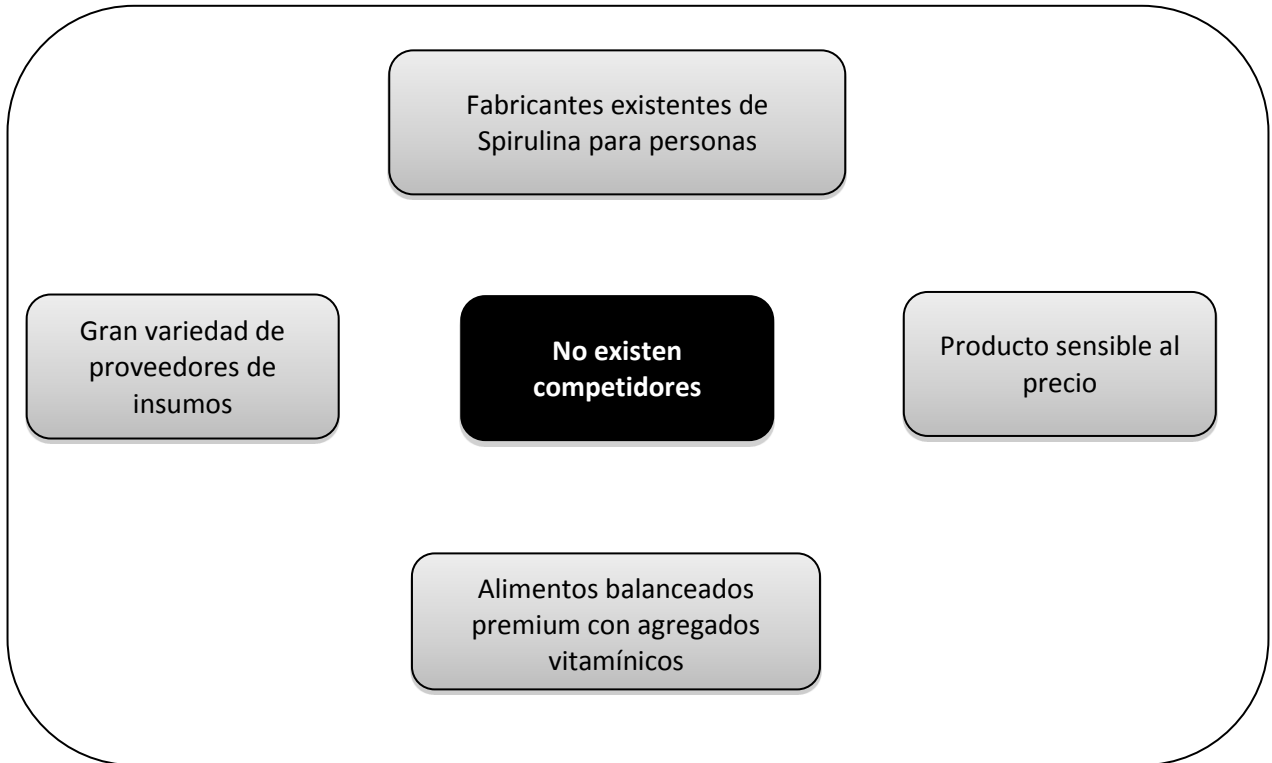 Fabricantes existentes de
Spirulina para personas
Gran variedad de
proveedores de
insumos
No existen
competidores
Producto sensible al
precio
Alimentos balanceados
premium con agregados
vitamínicos